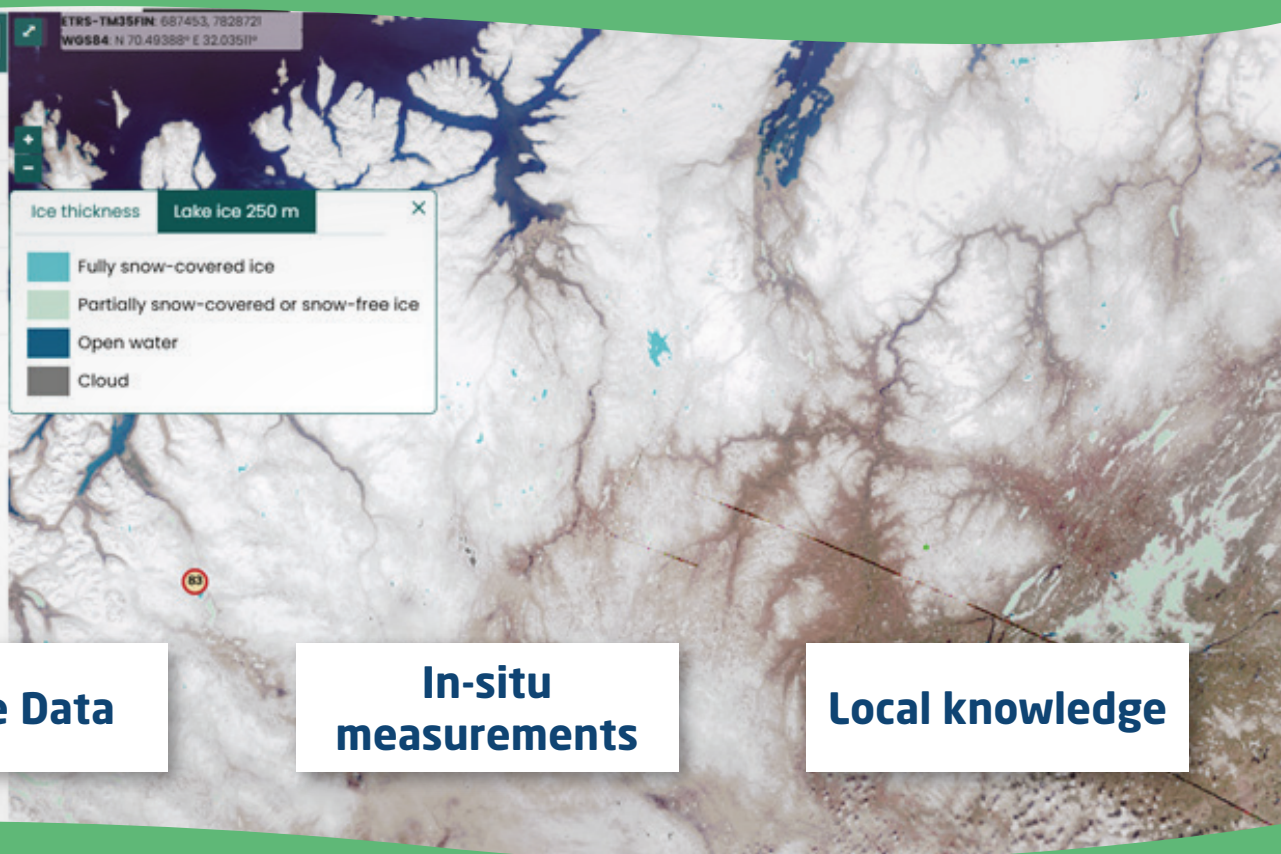 ETRS-TM35FIN: 687453, 7828721
WGS84: N 70.49388° E 32.03511°
+
-
Ice thickness
Lake ice 250 m
×
Fully snow-covered ice
Partially snow-covered or snow-free ice
Open water
Cloud
83
e Data
In-situ
measurements
Local knowledge